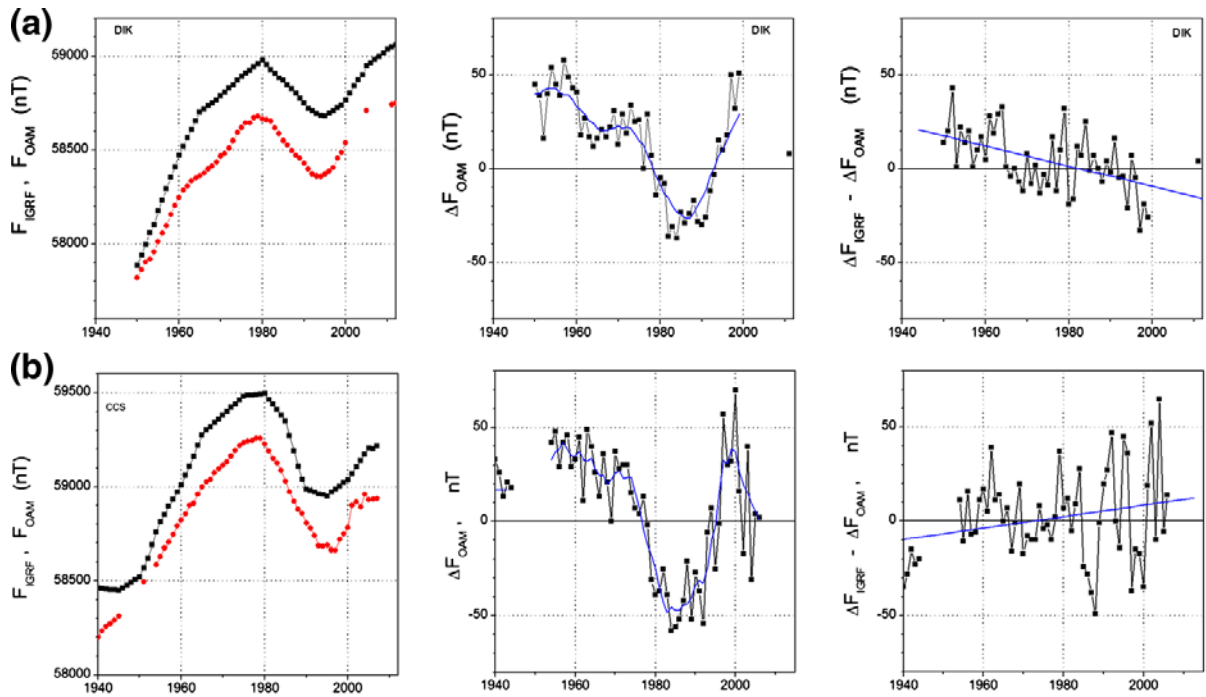 (a)
DIK
F_IGRF, F_OAM (nT)
59000
58500
58000
1940 1960 1980 2000
ΔF_OAM (nT)
50
0
-50
1940 1960 1980 2000
DIK
ΔF_IGRF - ΔF_OAM (nT)
50
0
-50
1940 1960 1980 2000
(b)
CCS
F_IGRF, F_OAM (nT)
59500
59000
58500
58000
1940 1960 1980 2000
ΔF_OAM, nT
50
0
-50
1940 1960 1980 2000
ΔF_IGRF - ΔF_OAM, nT
50
0
-50
1940 1960 1980 2000